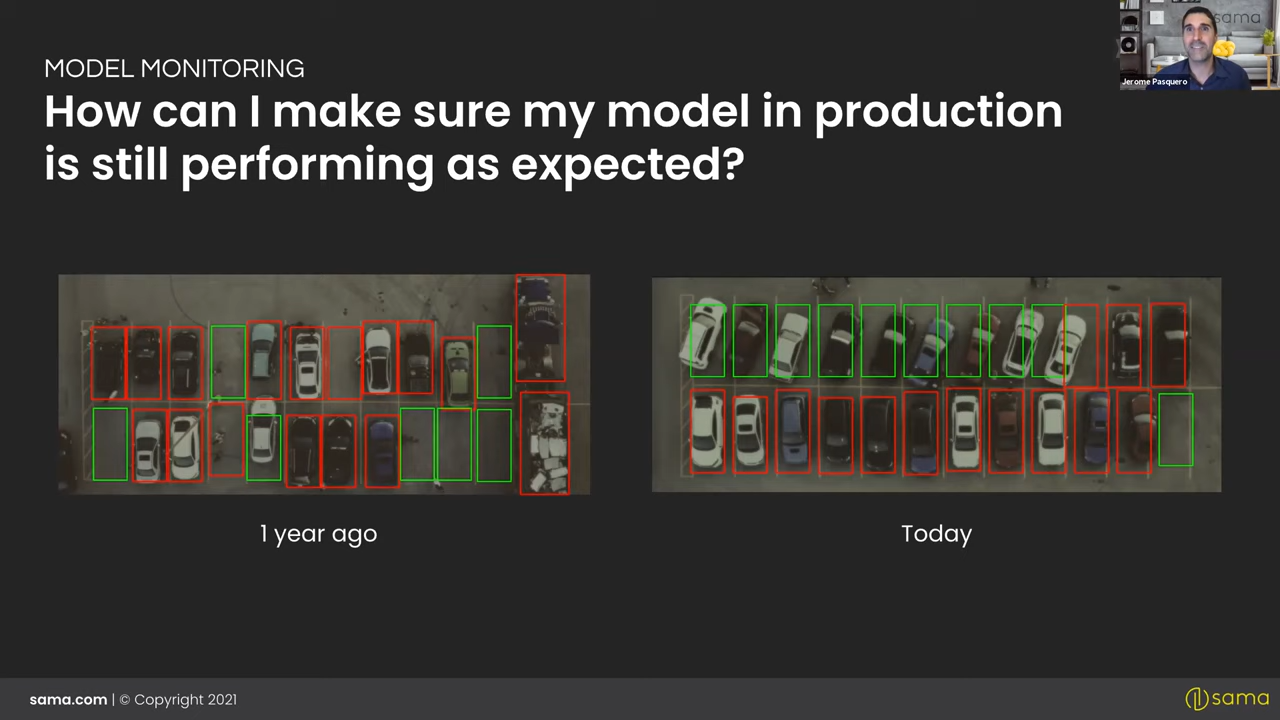 sama
Jerome Pasquero
MODEL MONITORING
How can I make sure my model in production
is still performing as expected?
1 year ago
Today
sama.com | © Copyright 2021
sama